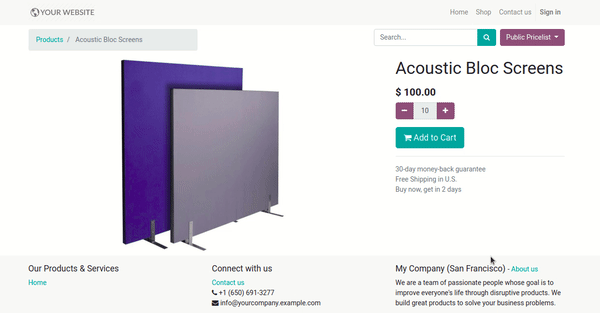 YOUR WEBSITE
Home Shop Contact us Sign in
Products / Acoustic Bloc Screens
Search...
Public Pricelist
Acoustic Bloc Screens
$ 100.00
10
Add to Cart
30-day money-back guarantee
Free Shipping in U.S.
Buy now, get in 2 days
Our Products & Services
Home
Connect with us
Contact us
+1 (650) 691-3277
info@yourcompany.example.com
My Company (San Francisco) - About us
We are a team of passionate people whose goal is to
improve everyone's life through disruptive products. We
build great products to solve your business problems.